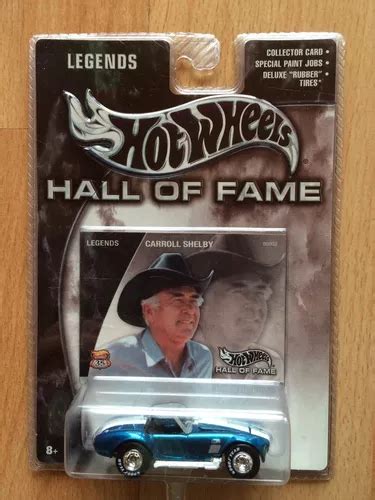 LEGENDS
COLLECTOR CARD •
SPECIAL PAINT JOBS •
DELUXE "RUBBER" •
TIRES*
Hot Wheels
®
HALL OF FAME
LEGENDS
CARROLL SHELBY
Hot Wheels
HALL OF FAME
35
8+